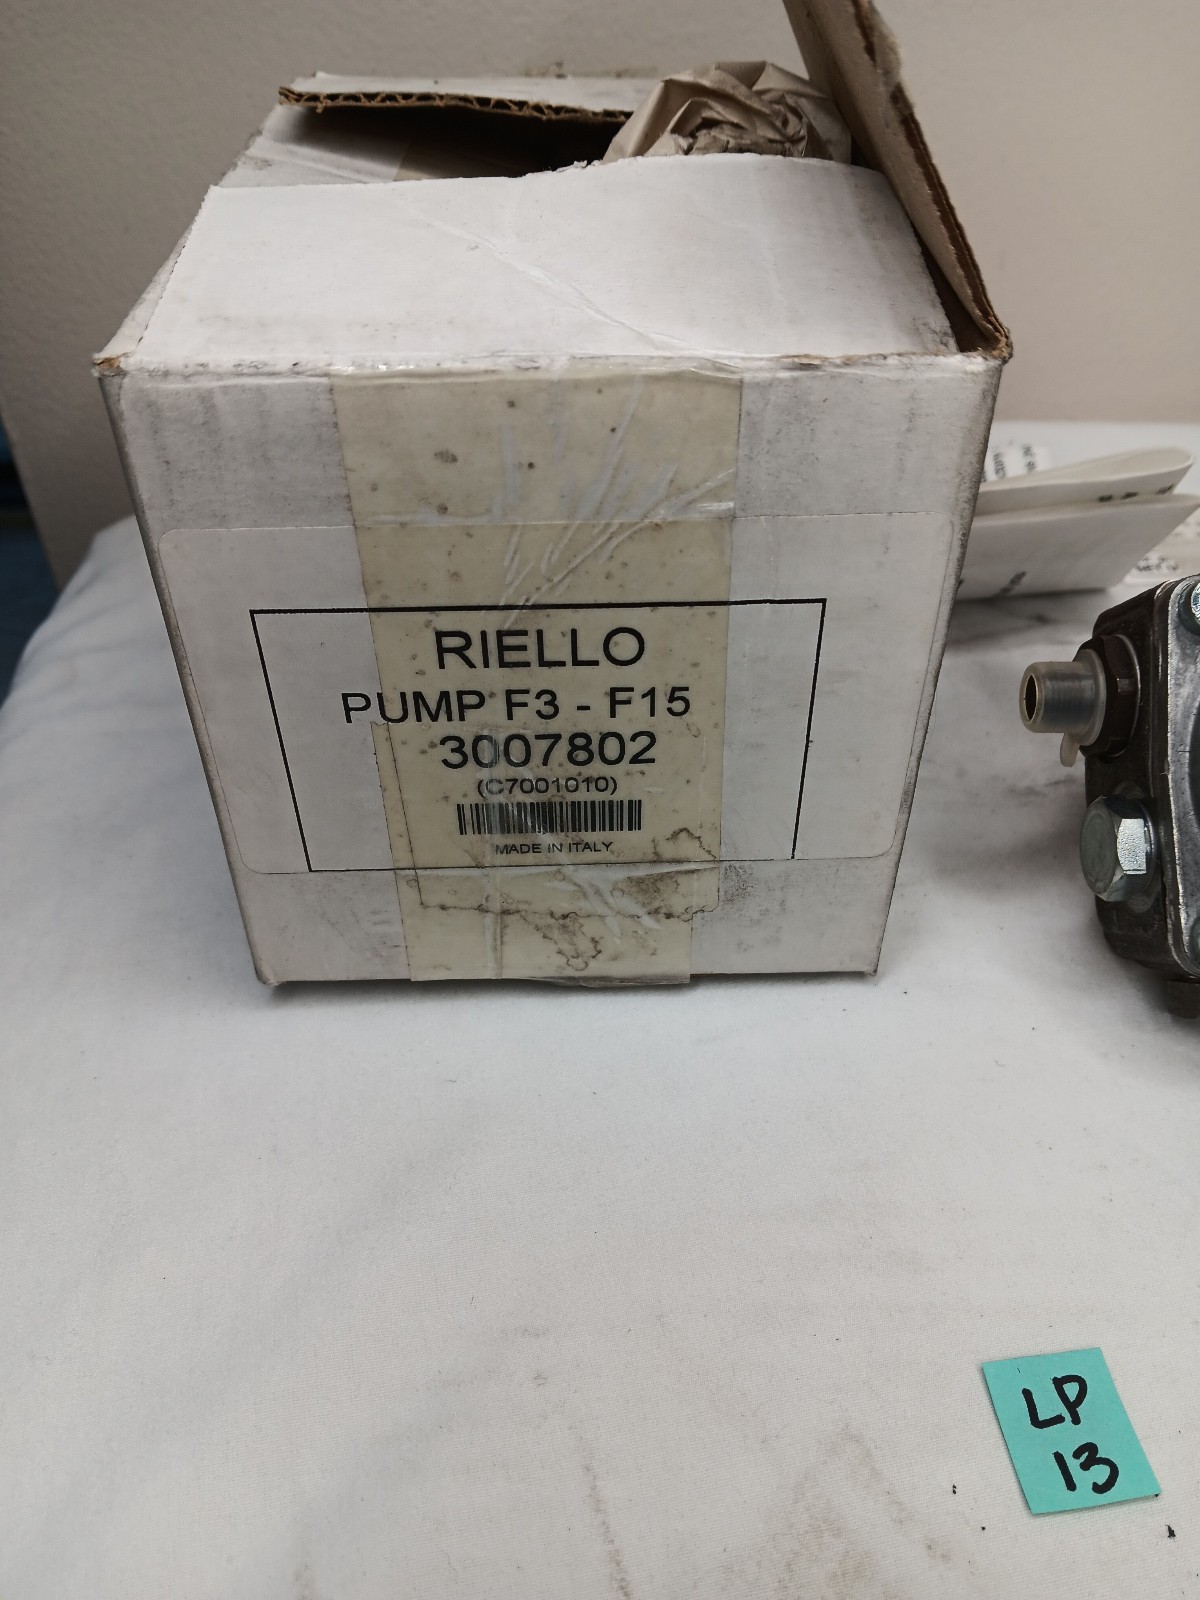 RIELLO
PUMP F3 - F15
3007802
(C7001010)
MADE IN ITALY
LP
13